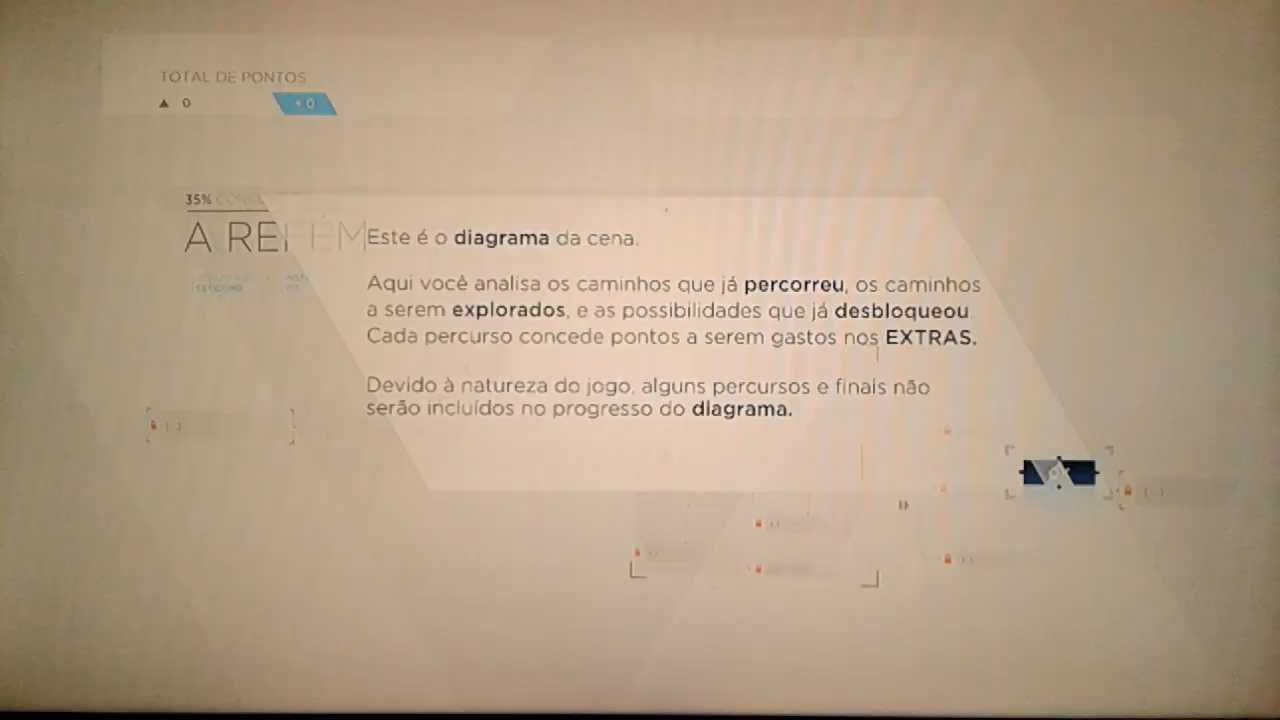 TOTAL DE PONTOS
▲ 0
+0
35%
A REFÉM
Este é o diagrama da cena.
Aqui você analisa os caminhos que já percorreu, os caminhos
a serem explorados, e as possibilidades que já desbloqueou.
Cada percurso concede pontos a serem gastos nos EXTRAS.
Devido à natureza do jogo, alguns percursos e finais não
serão incluídos no progresso do diagrama.